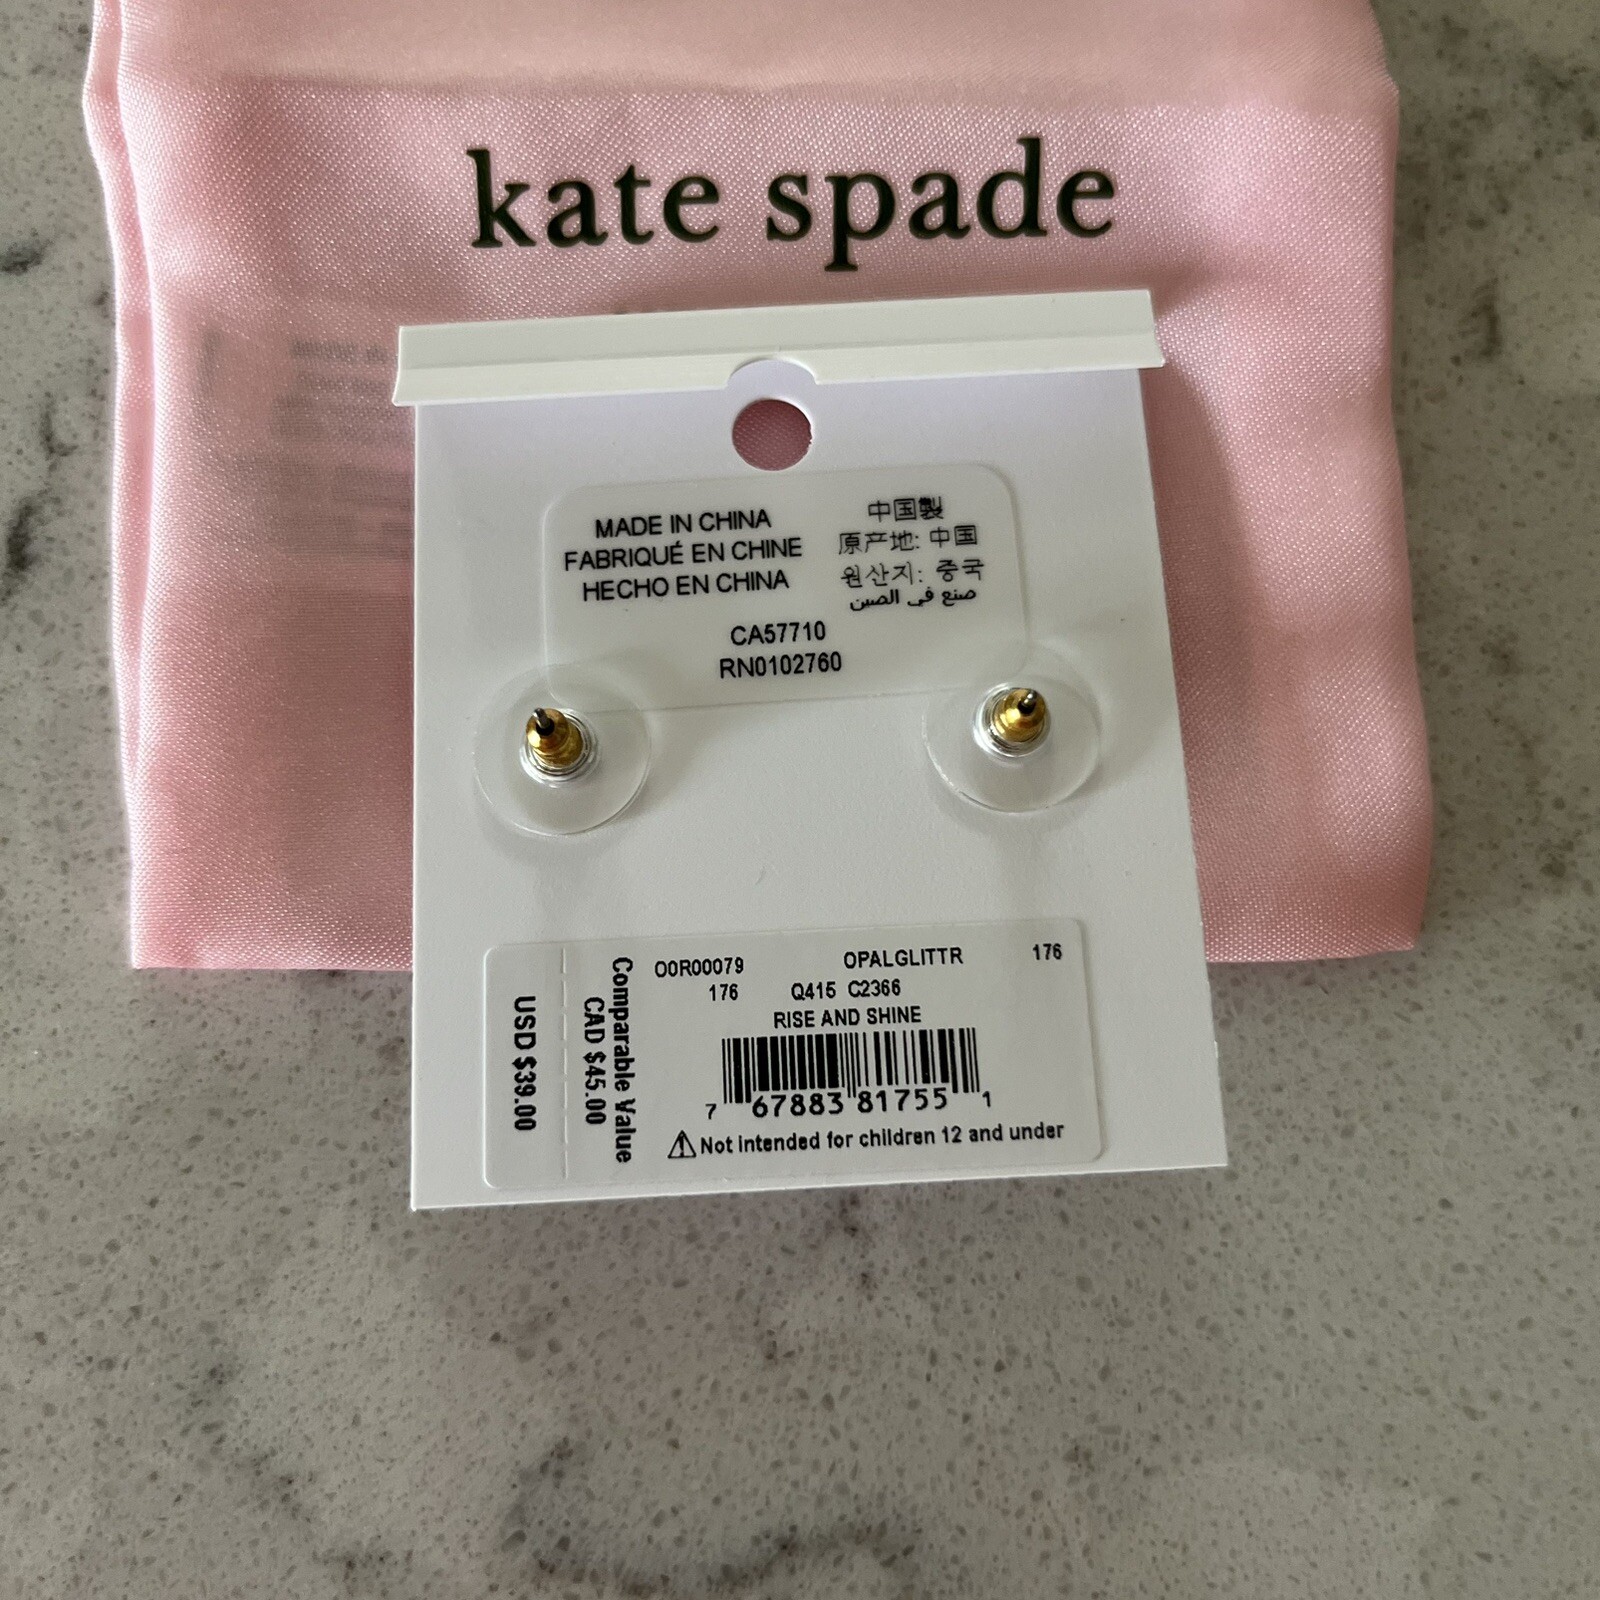 kate spade
MADE IN CHINA
FABRIQUÉ EN CHINE
HECHO EN CHINA
中国製
原产地: 中国
원산지: 중국
صنع في الصين
CA57710
RN0102760
OOR00079 OPALGLITTR 176
176 Q415 C2366
RISE AND SHINE
7 67883 81755 1
⚠Not intended for children 12 and under
Comparable Value
CAD $45.00
USD $39.00